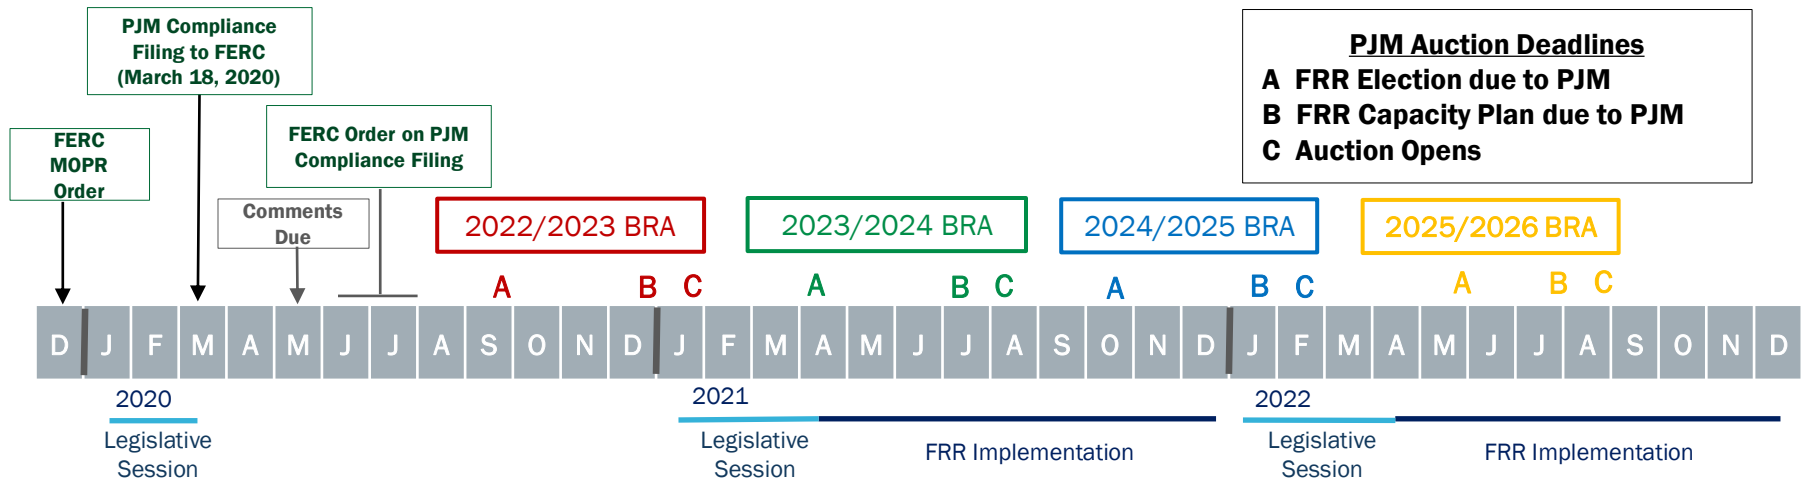 PJM Compliance
Filing to FERC
(March 18, 2020)
PJM Auction Deadlines
A FRR Election due to PJM
B FRR Capacity Plan due to PJM
C Auction Opens
FERC
MOPR
Order
FERC Order on PJM
Compliance Filing
Comments
Due
2022/2023 BRA
2023/2024 BRA
2024/2025 BRA
2025/2026 BRA
A B C A B C A B C A B C
D J F M A M J J A S O N D J F M A M J J A S O N D J F M A M J J A S O N D
2020
2021
2022
Legislative
Session
Legislative
Session
FRR Implementation
Legislative
Session
FRR Implementation